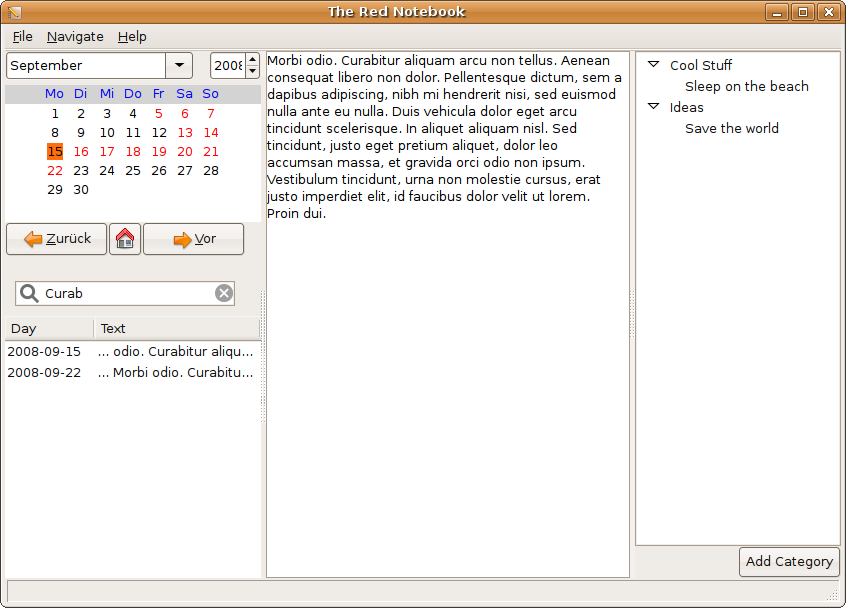 The Red Notebook
File Navigate Help
September 2008
Mo Di Mi Do Fr Sa So
1 2 3 4 5 6 7
8 9 10 11 12 13 14
15 16 17 18 19 20 21
22 23 24 25 26 27 28
29 30
Zurück Vor
Curab
Day Text
2008-09-15 ... odio. Curabitur aliqu...
2008-09-22 ... Morbi odio. Curabitu...
Morbi odio. Curabitur aliquam arcu non tellus. Aenean
consequat libero non dolor. Pellentesque dictum, sem a
dapibus adipiscing, nibh mi hendrerit nisi, sed euismod
nulla ante eu nulla. Duis vehicula dolor eget arcu
tincidunt scelerisque. In aliquet aliquam nisl. Sed
tincidunt, justo eget pretium aliquet, dolor leo
accumsan massa, et gravida orci odio non ipsum.
Vestibulum tincidunt, urna non molestie cursus, erat
justo imperdiet elit, id faucibus dolor velit ut lorem.
Proin dui.
Cool Stuff
Sleep on the beach
Ideas
Save the world
Add Category